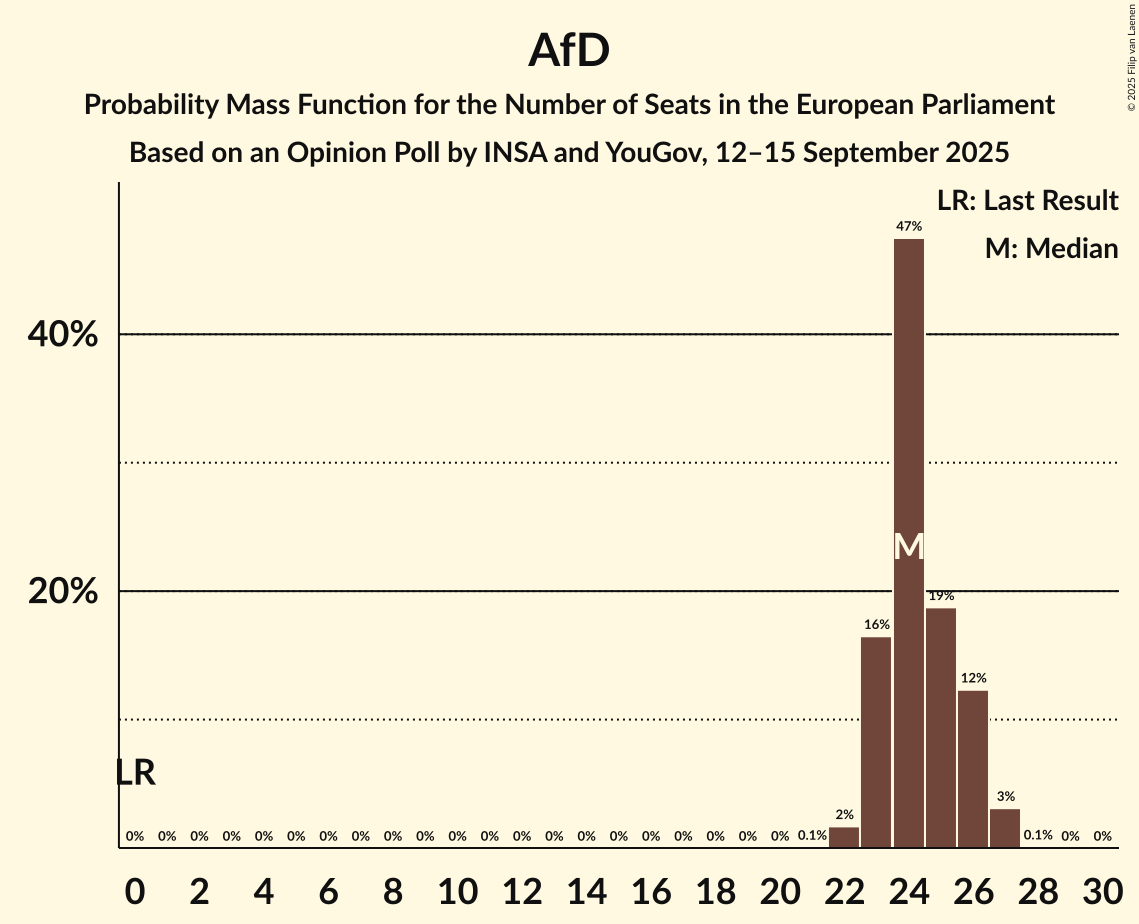 AfD
Probability Mass Function for the Number of Seats in the European Parliament
Based on an Opinion Poll by INSA and YouGov, 12–15 September 2025
© 2025 Filip van Laenen
LR: Last Result
M: Median
47%
40%
M
20%
19%
16%
12%
LR
3%
2%
0% 0% 0% 0% 0% 0% 0% 0% 0% 0% 0% 0% 0% 0% 0% 0% 0% 0% 0% 0% 0% 0.1% 0.1% 0% 0%
0 2 4 6 8 10 12 14 16 18 20 22 24 26 28 30